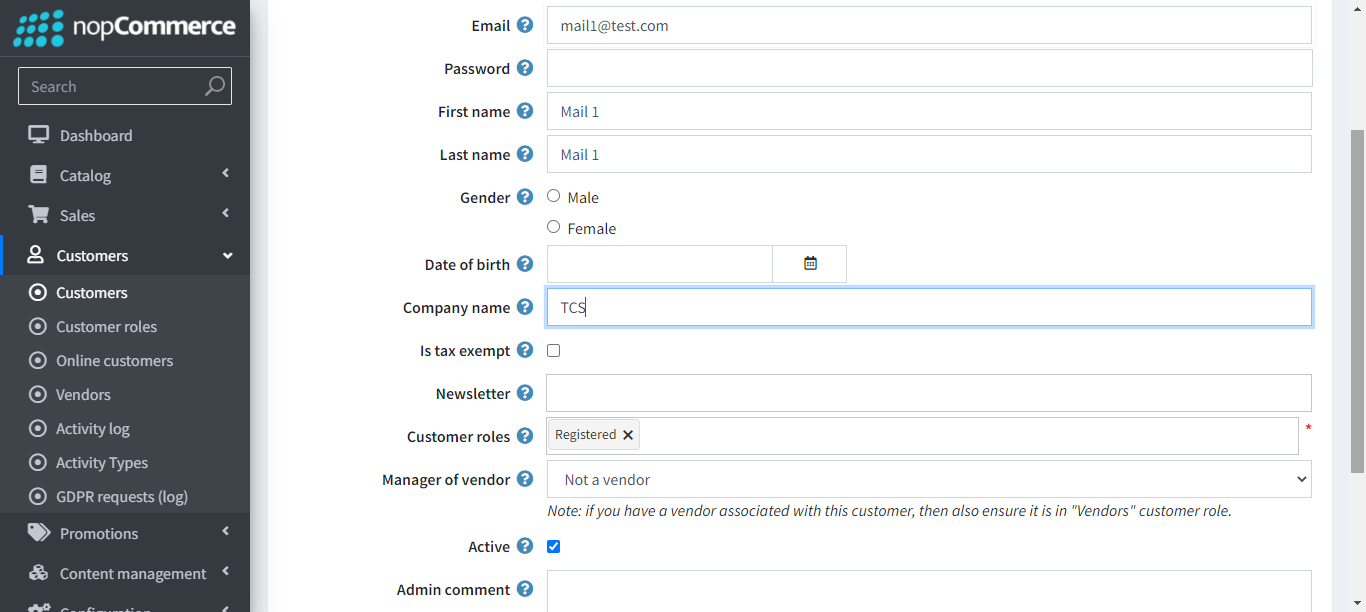 nopCommerce
Search
Dashboard
Catalog
Sales
Customers
Customers
Customer roles
Online customers
Vendors
Activity log
Activity Types
GDPR requests (log)
Promotions
Content management
Configuration
Email ? mail1@test.com
Password ?
First name ? Mail 1
Last name ? Mail 1
Gender ? Male
Female
Date of birth ?
Company name ? TCS
Is tax exempt ?
Newsletter ?
Customer roles ? Registered ✕ *
Manager of vendor ? Not a vendor
Note: if you have a vendor associated with this customer, then also ensure it is in "Vendors" customer role.
Active ?
Admin comment ?